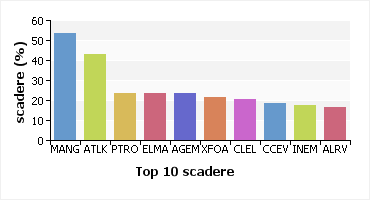 scadere (%)
60
50
40
30
20
10
0
MANG ATLK PTRO ELMA AGEM XFOA CLEL CCEV INEM ALRV
Top 10 scadere